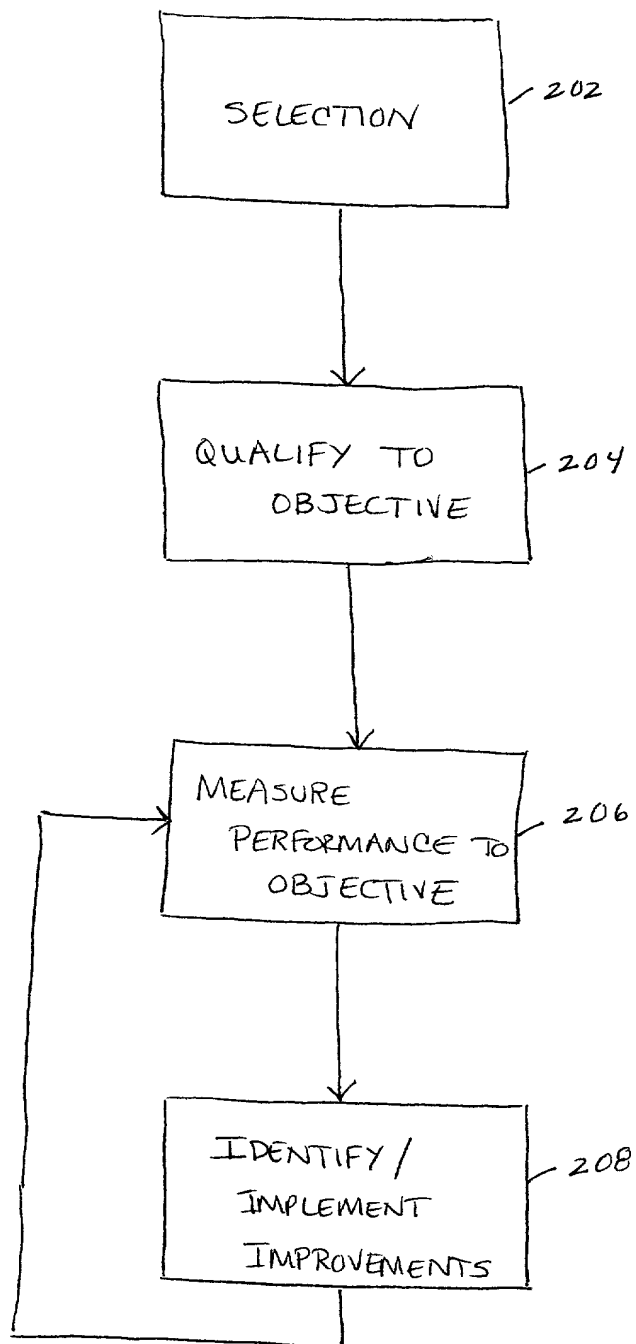 SELECTION
202
QUALIFY TO
OBJECTIVE
204
MEASURE
PERFORMANCE TO
OBJECTIVE
206
IDENTIFY/
IMPLEMENT
IMPROVEMENTS
208